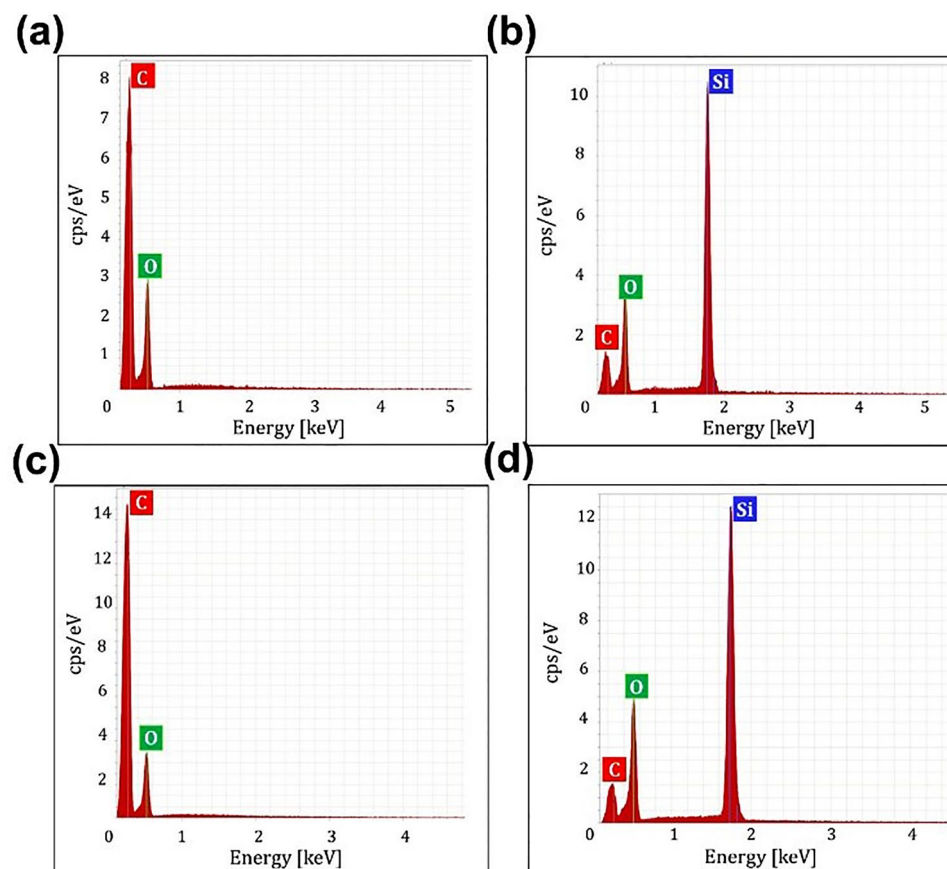 (a)
8
7
6
5
4
3
2
1
cps/eV
C
O
0 1 2 3 4 5
Energy [keV]
(b)
10
8
6
4
2
cps/eV
C
O
Si
0 1 2 3 4 5
Energy [keV]
(c)
14
12
10
8
6
4
2
cps/eV
C
O
0 1 2 3 4
Energy [keV]
(d)
12
10
8
6
4
2
cps/eV
C
O
Si
0 1 2 3 4
Energy [keV]